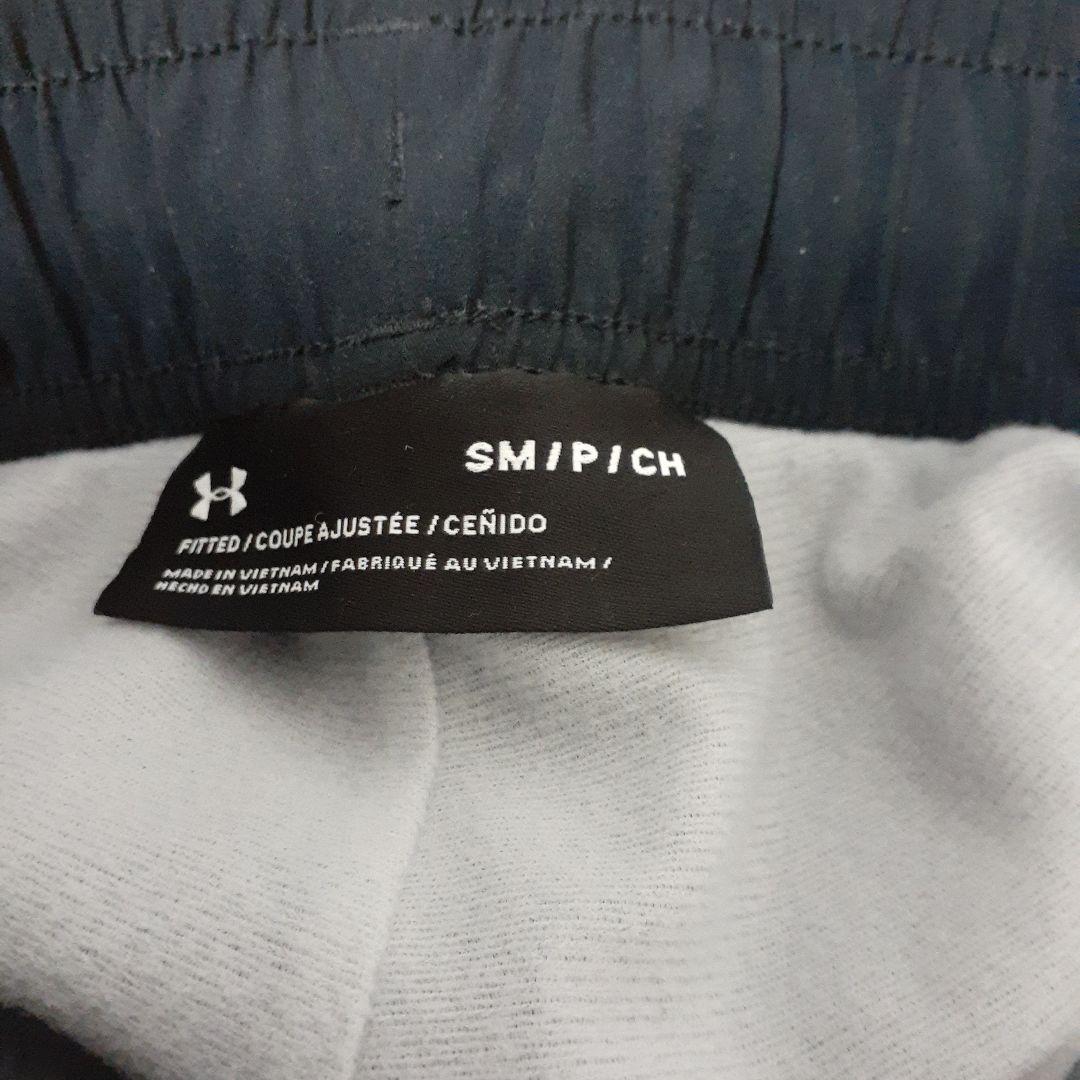 SM/P/CH
FITTED/COUPE AJUSTÉE/CEÑIDO
MADE IN VIETNAM/FABRIQUÉ AU VIETNAM/
HECHO EN VIETNAM